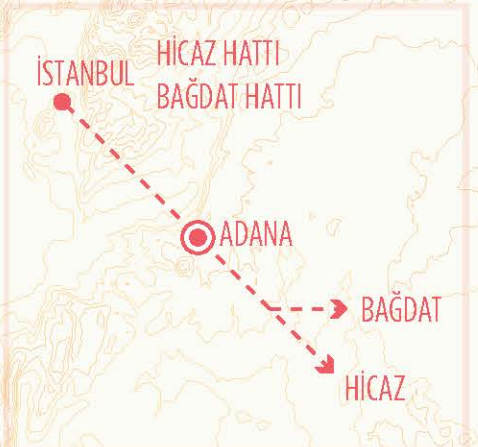 HİCAZ HATTI
İSTANBUL
BAĞDAT HATTI
ADANA
BAĞDAT
HİCAZ